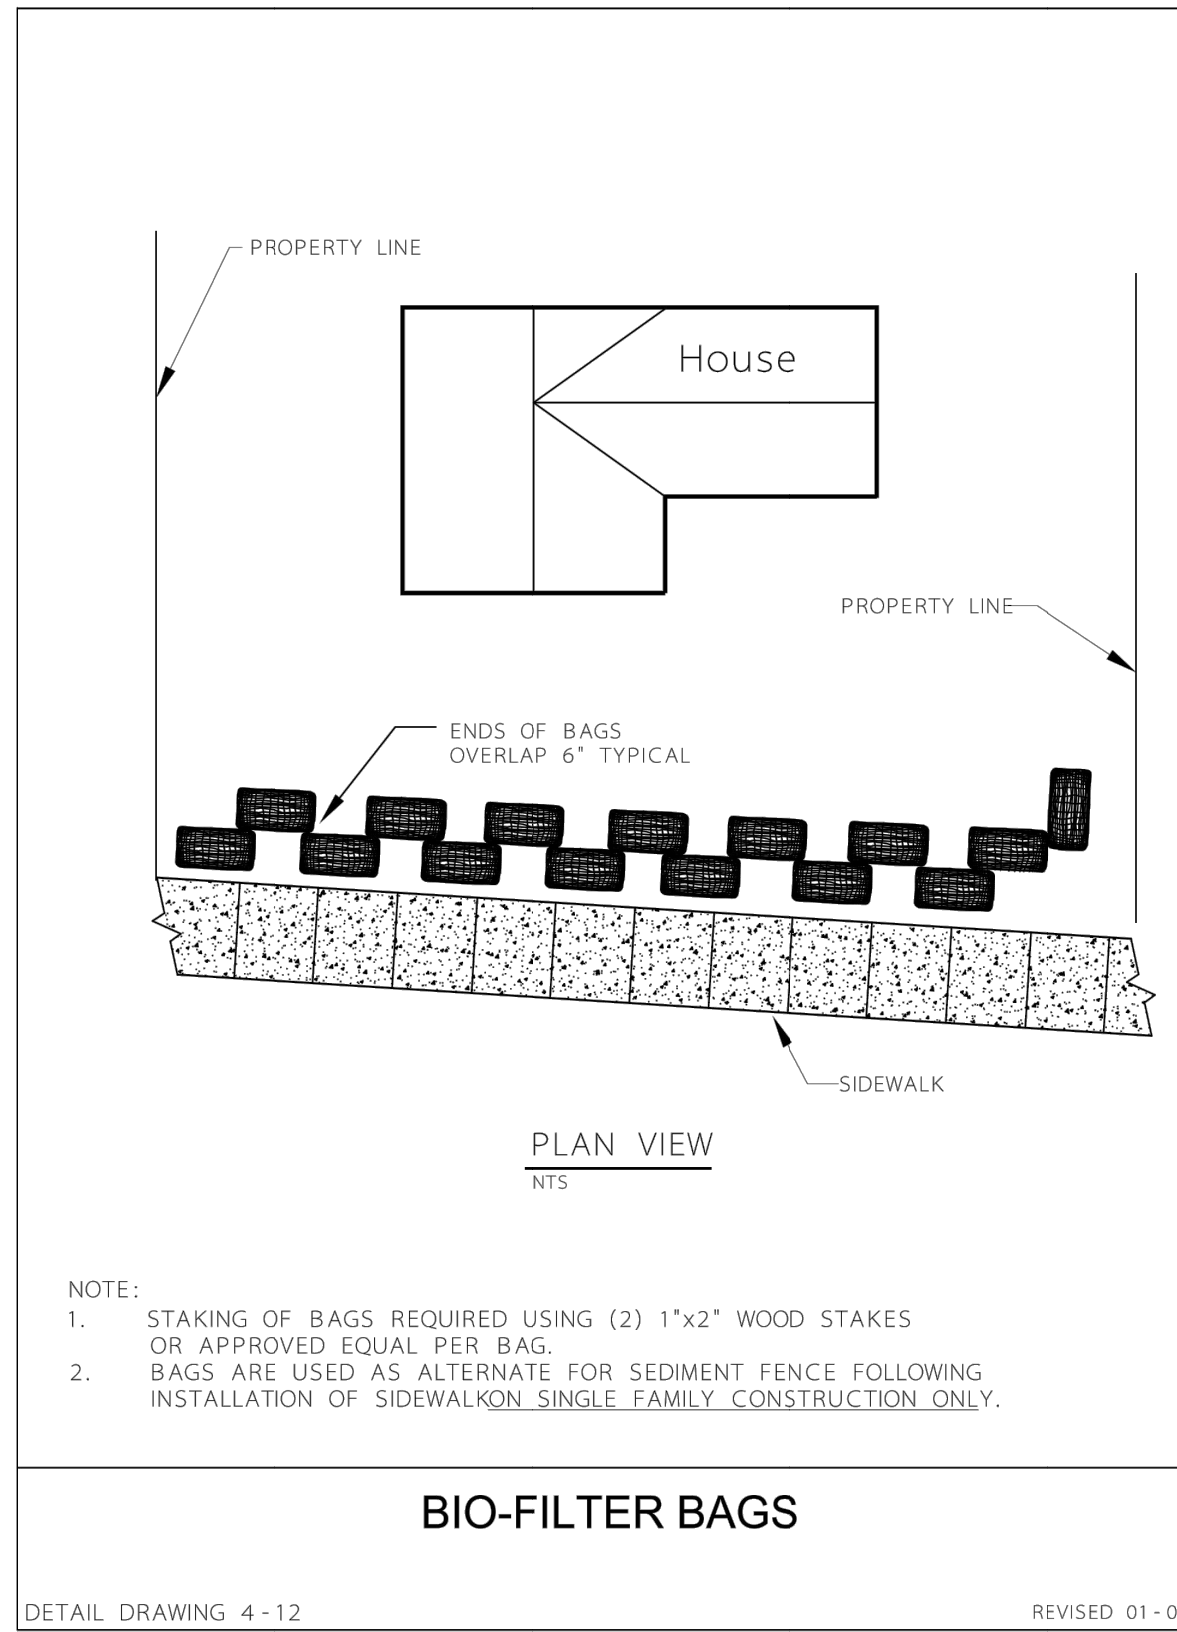 PROPERTY LINE
House
PROPERTY LINE
ENDS OF BAGS
OVERLAP 6" TYPICAL
SIDEWALK
PLAN VIEW
NTS
NOTE:
1. STAKING OF BAGS REQUIRED USING (2) 1"x2" WOOD STAKES
OR APPROVED EQUAL PER BAG.
2. BAGS ARE USED AS ALTERNATE FOR SEDIMENT FENCE FOLLOWING
INSTALLATION OF SIDEWALKON SINGLE FAMILY CONSTRUCTION ONLY.
BIO-FILTER BAGS
DETAIL DRAWING 4-12
REVISED 01-0